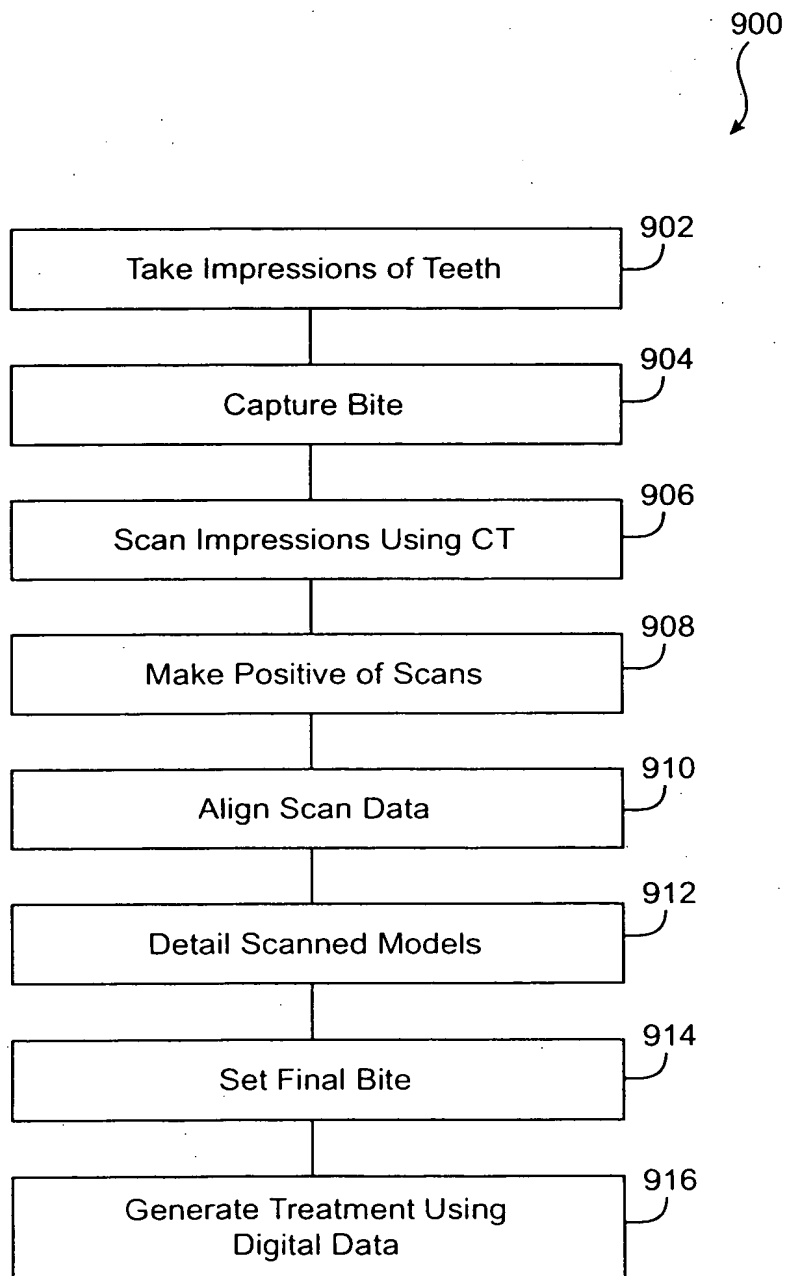 900
902
Take Impressions of Teeth
904
Capture Bite
906
Scan Impressions Using CT
908
Make Positive of Scans
910
Align Scan Data
912
Detail Scanned Models
914
Set Final Bite
916
Generate Treatment Using
Digital Data